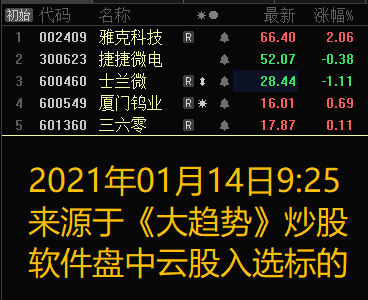 初始 代码 名称 ✷● 最新 涨幅%
1 002409 雅克科技 R 66.40 2.06
2 300623 捷捷微电 52.07 -0.38
3 600460 士兰微 R 28.44 -1.11
4 600549 厦门钨业 R 16.01 0.69
5 601360 三六零 R 17.87 0.11
2021年01月14日9:25
来源于《大趋势》炒股
软件盘中云股入选标的